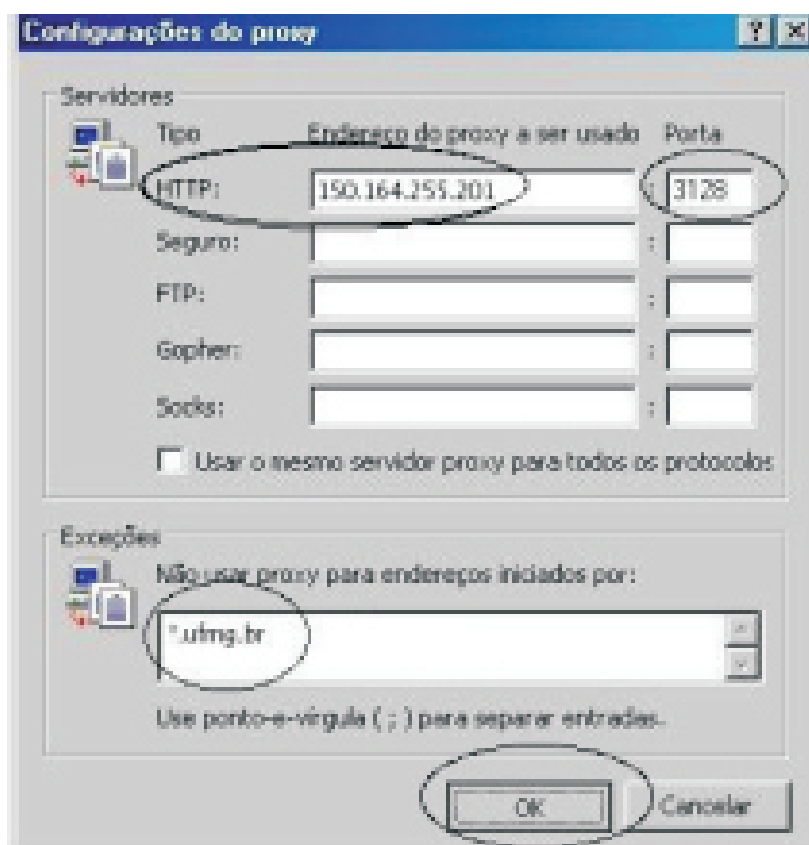 Configurações do proxy
Servidores
Tipo Endereço do proxy a ser usado Porta
HTTP: 150.164.255.201 : 3128
Seguro: :
FTP: :
Gopher: :
Socks: :
Usar o mesmo servidor proxy para todos os protocolos
Exceções
Não usar proxy para endereços iniciados por:
*.ufmg.br
Use ponto-e-vírgula ( ; ) para separar entradas.
OK Cancelar